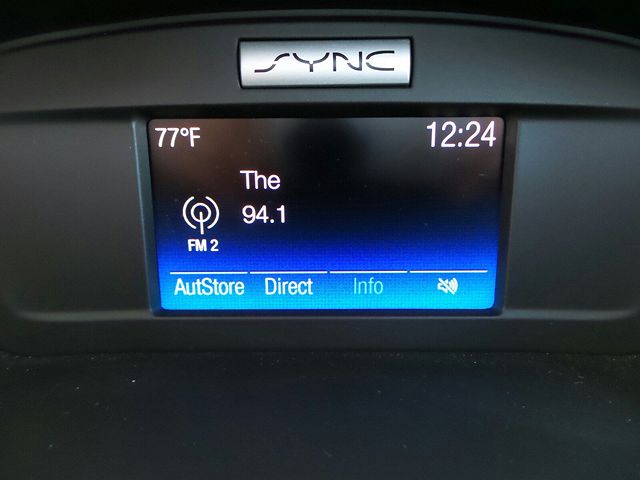 SYNC
77°F 12:24
The
94.1
FM 2
AutStore Direct Info